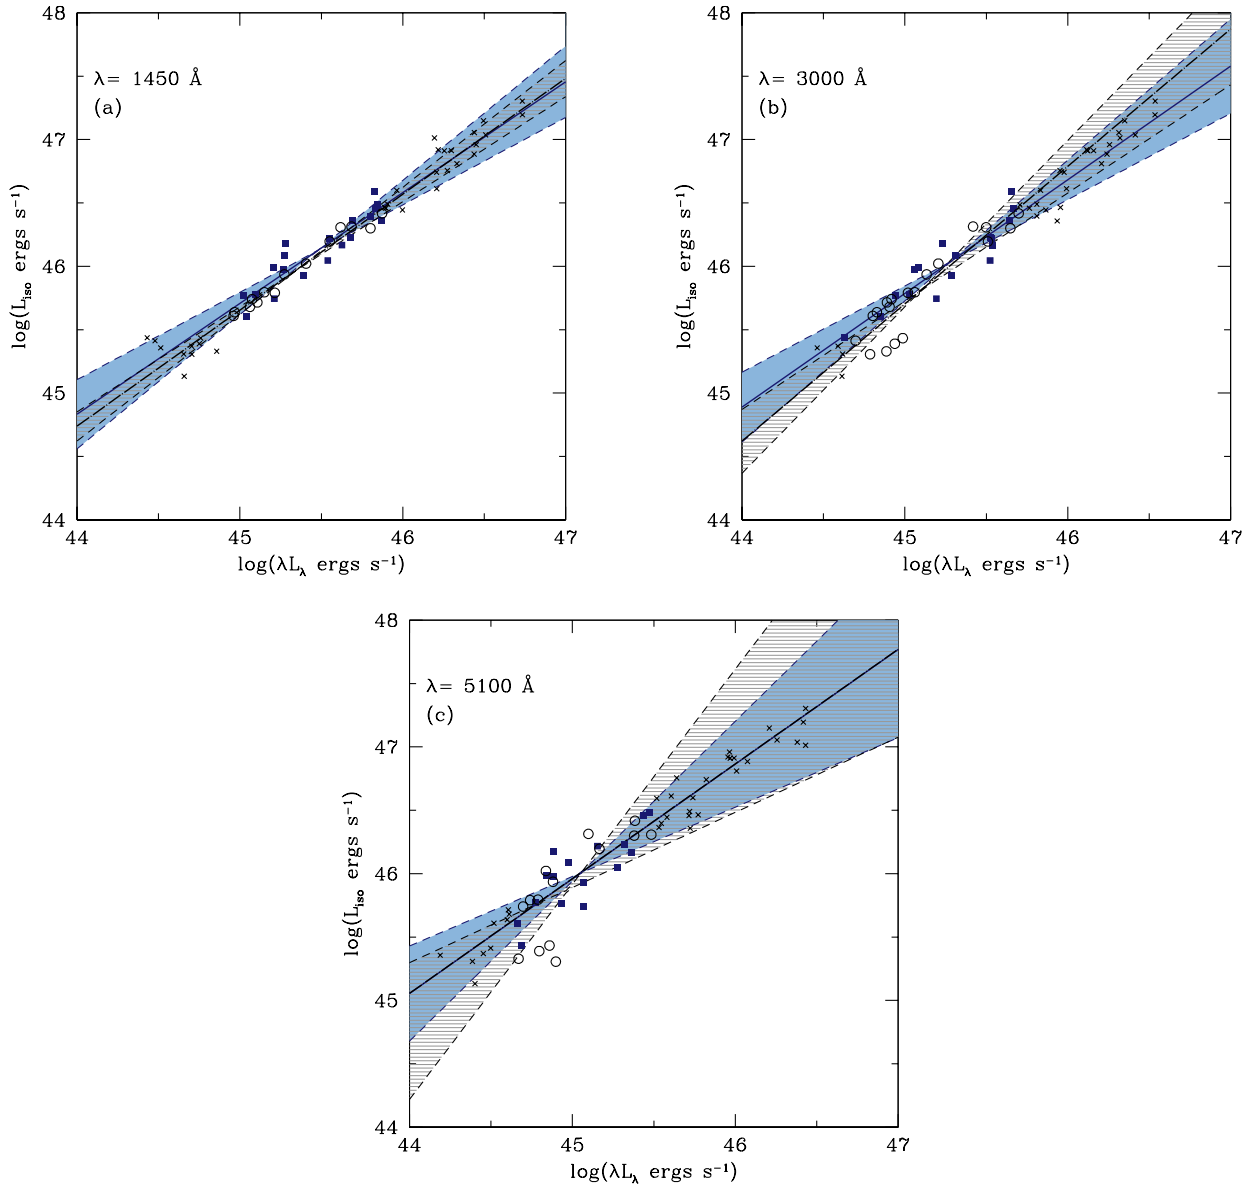 48
47
46
45
44
λ= 1450 Å
(a)
log(L_iso ergs s⁻¹)
44
45
46
47
log(λL_λ ergs s⁻¹)
48
47
46
45
44
λ= 3000 Å
(b)
log(L_iso ergs s⁻¹)
44
45
46
47
log(λL_λ ergs s⁻¹)
48
47
46
45
44
λ= 5100 Å
(c)
log(L_iso ergs s⁻¹)
44
45
46
47
log(λL_λ ergs s⁻¹)